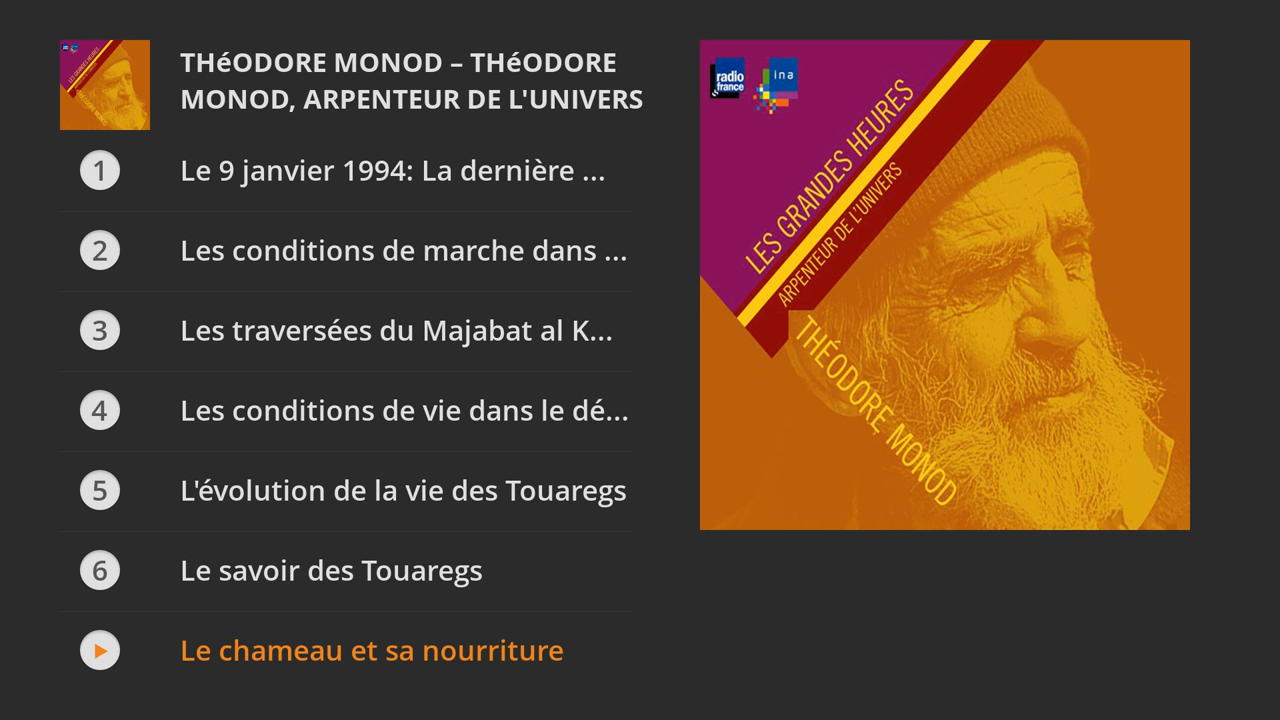 THéODORE MONOD – THéODORE
MONOD, ARPENTEUR DE L'UNIVERS
1 Le 9 janvier 1994: La dernière ...
2 Les conditions de marche dans ...
3 Les traversées du Majabat al K...
4 Les conditions de vie dans le dé...
5 L'évolution de la vie des Touaregs
6 Le savoir des Touaregs
Le chameau et sa nourriture
radio
france
ina
LES GRANDES HEURES
ARPENTEUR DE L'UNIVERS
THÉODORE MONOD